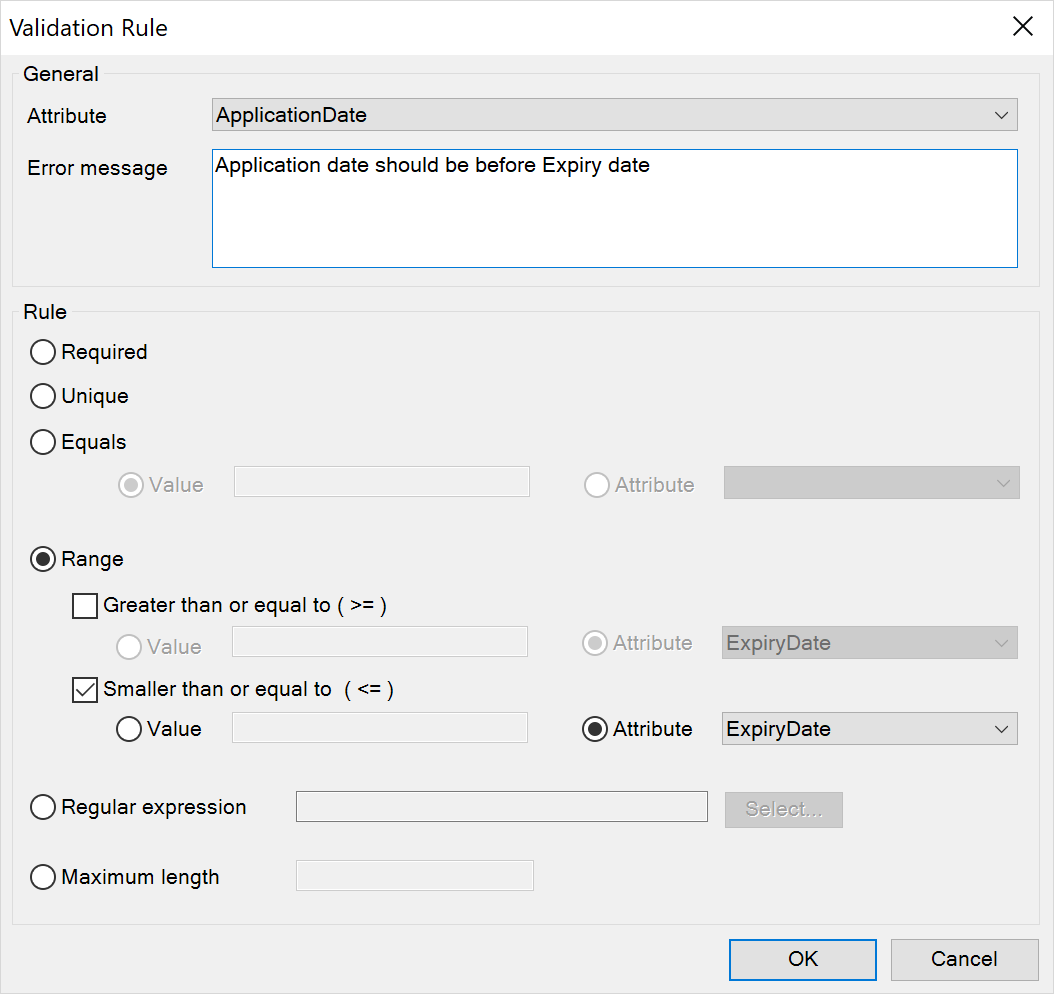 Validation Rule
General
Attribute
ApplicationDate
Error message
Application date should be before Expiry date
Rule
Required
Unique
Equals
Value
Attribute
Range
Greater than or equal to ( >= )
Value
Attribute
ExpiryDate
Smaller than or equal to ( <= )
Value
Attribute
ExpiryDate
Regular expression
Select...
Maximum length
OK
Cancel